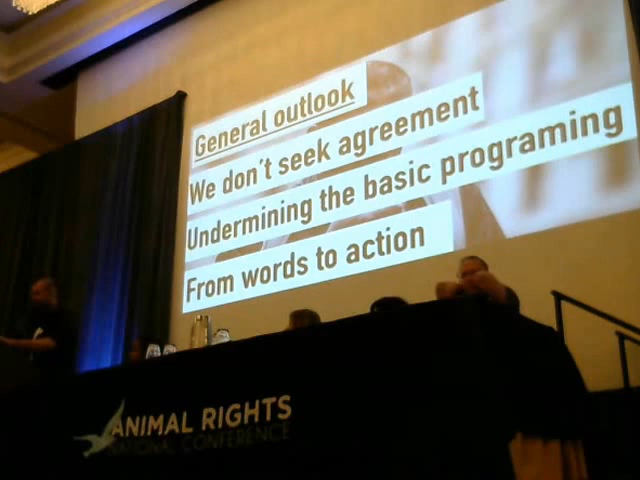 General outlook
We don't seek agreement
Undermining the basic programing
From words to action
ANIMAL RIGHTS
NATIONAL CONFERENCE